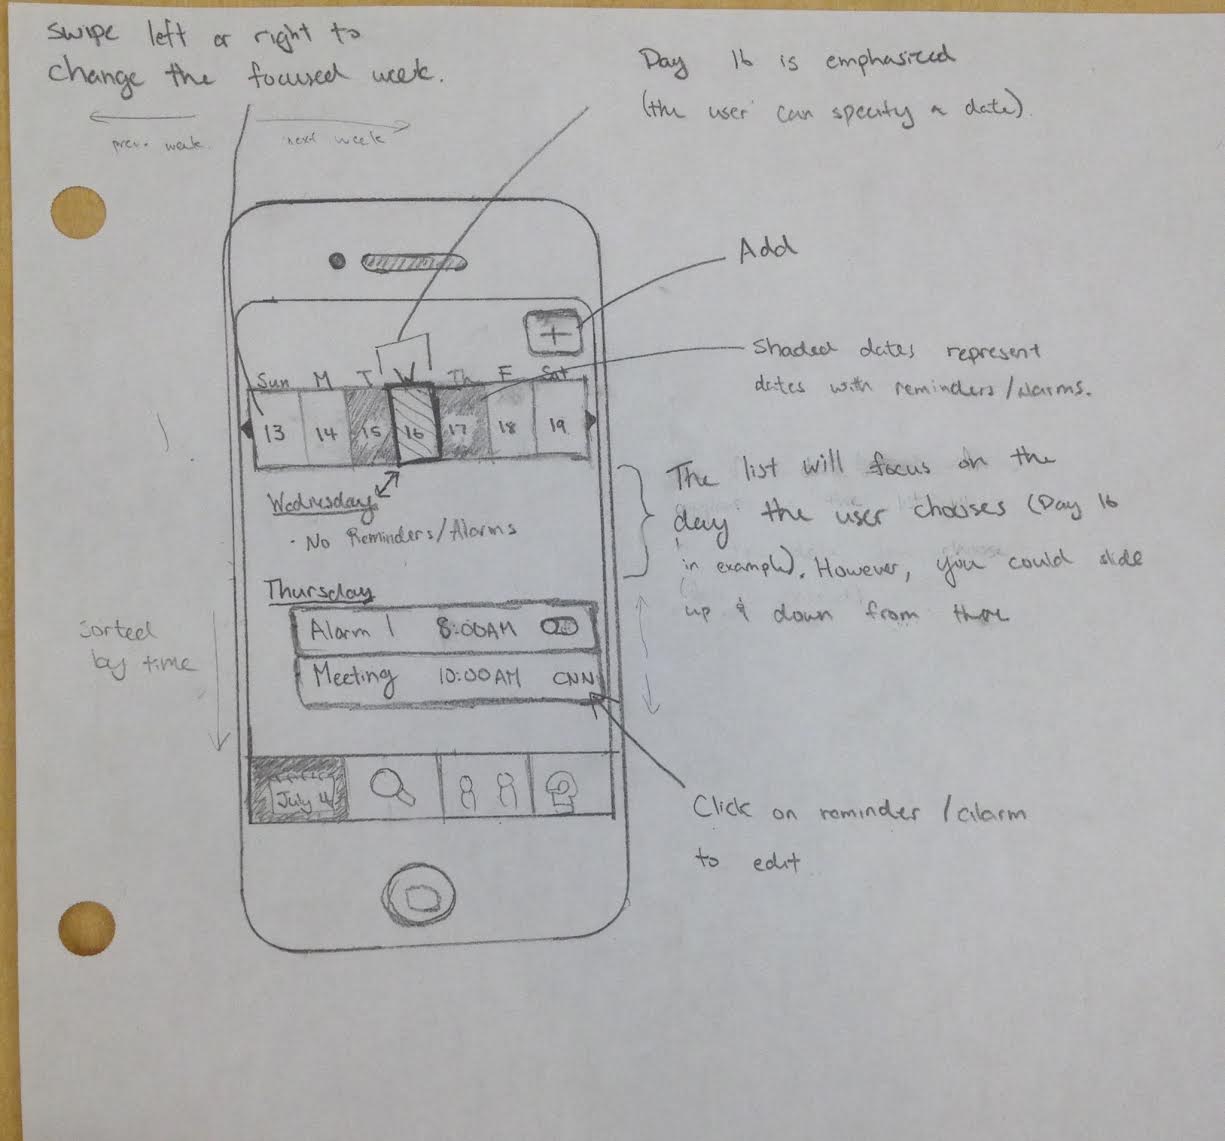 Swipe left or right to
change the focused week.
prev. week
next week
Day 16 is emphasized
(the user can specify a date)
Add
+
Shaded dates represent
dates with reminders/alarms.
Sun M T W Th F Sat
13 14 15 16 17 18 19
Wednesday
· No Reminders/Alarms
The list will focus on the
day the user chooses (Day 16
in example). However, you could slide
up & down from there
Thursday
Alarm 1 8:00AM
Meeting 10:00AM CNN
Sorted
by time
July 4
Click on reminder/alarm
to edit